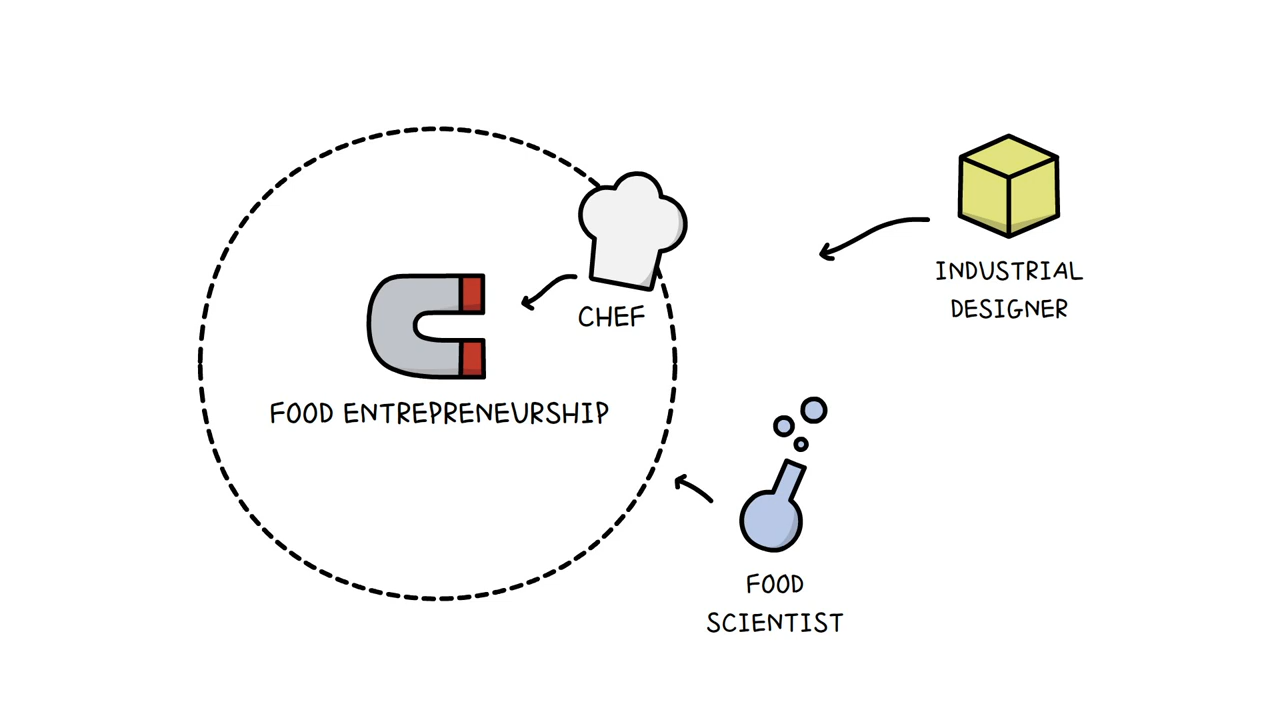 CHEF
FOOD ENTREPRENEURSHIP
INDUSTRIAL
DESIGNER
FOOD
SCIENTIST